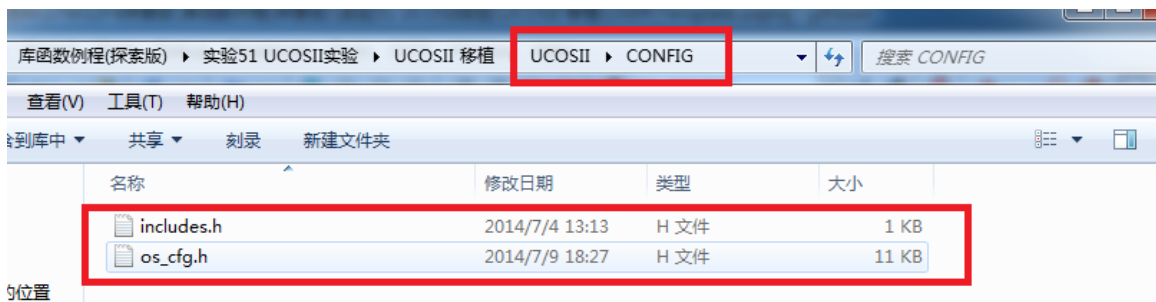 库函数例程(探索版) ▸ 实验51 UCOSII实验 ▸ UCOSII 移植 UCOSII ▸ CONFIG 搜索 CONFIG
查看(V) 工具(T) 帮助(H)
含到库中 共享 刻录 新建文件夹
名称 修改日期 类型 大小
includes.h 2014/7/4 13:13 H 文件 1 KB
os_cfg.h 2014/7/9 18:27 H 文件 11 KB
的位置